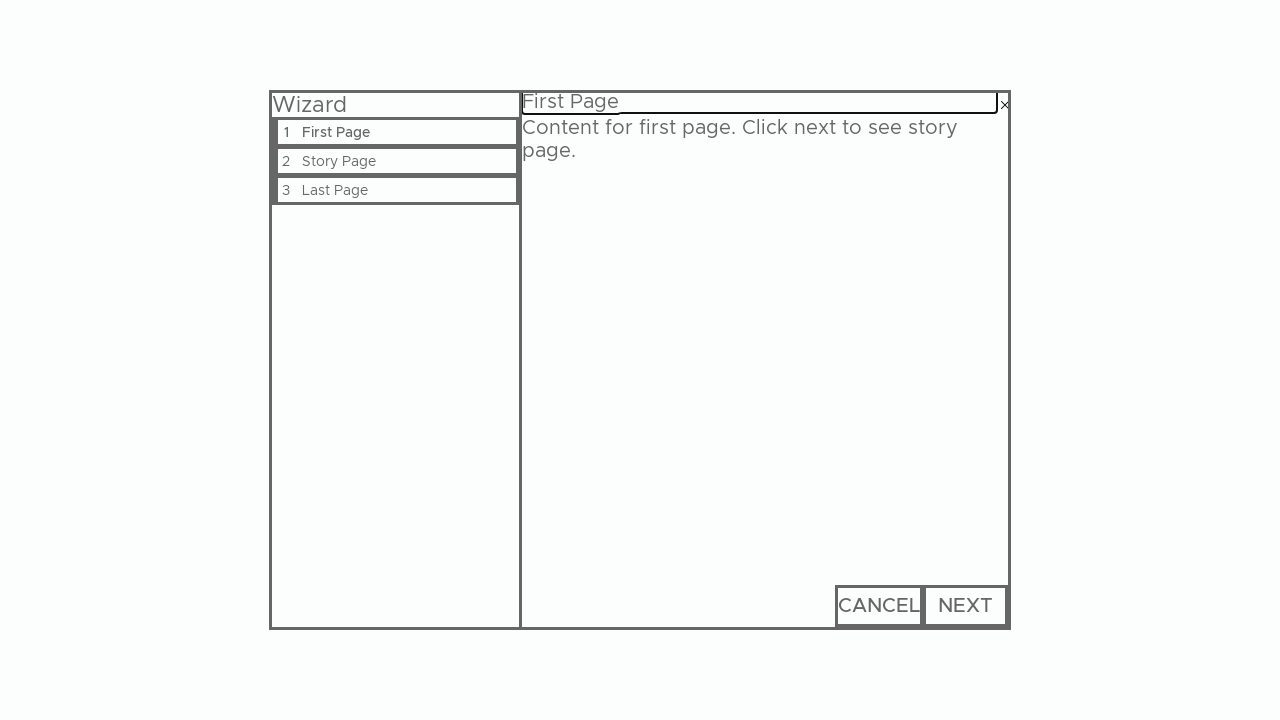 Wizard
1 First Page
2 Story Page
3 Last Page
First Page
×
Content for first page. Click next to see story
page.
CANCEL
NEXT